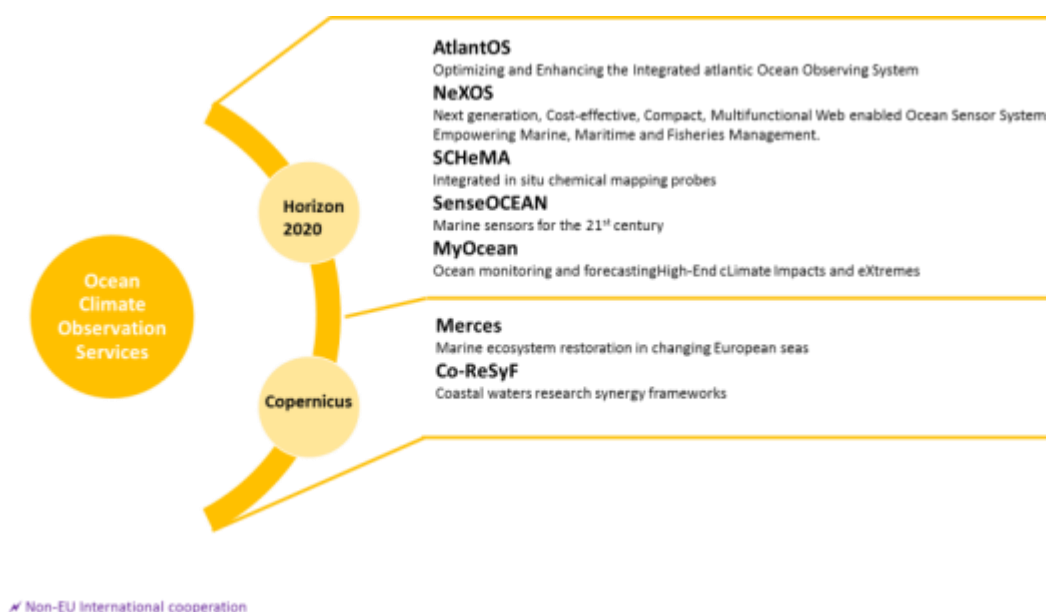 AtlantOS
Optimizing and Enhancing the Integrated atlantic Ocean Observing System
NeXOS
Next generation, Cost-effective, Compact, Multifunctional Web enabled Ocean Sensor System
Empowering Marine, Maritime and Fisheries Management.
SCHeMA
Integrated in situ chemical mapping probes
SenseOCEAN
Marine sensors for the 21st century
MyOcean
Ocean monitoring and forecastingHigh-End cLimate Impacts and eXtremes
Horizon
2020
Ocean
Climate
Observation
Services
Merces
Marine ecosystem restoration in changing European seas
Co-ReSyF
Coastal waters research synergy frameworks
Copernicus
Non-EU International cooperation